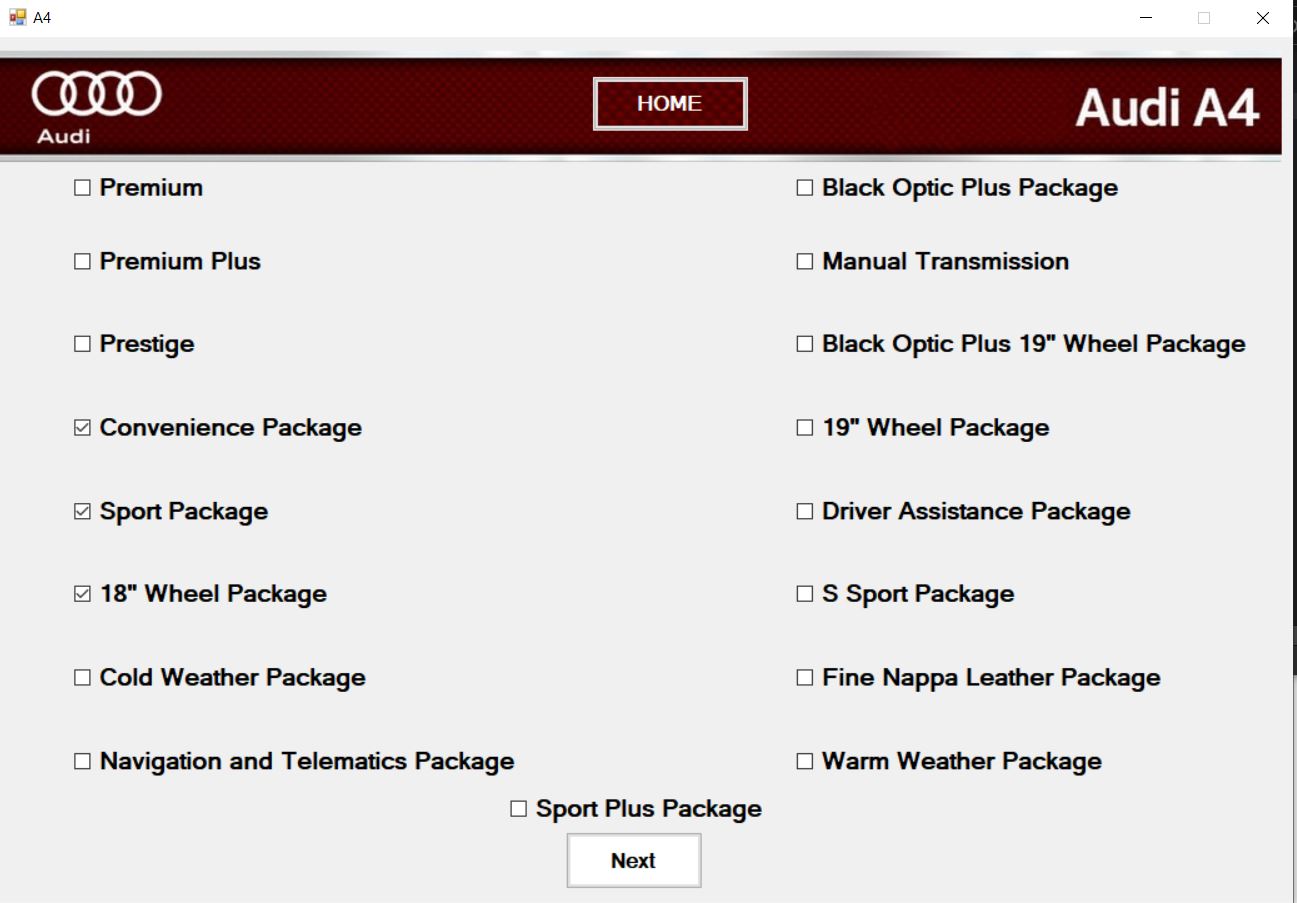 A4
Audi
HOME
Audi A4
Premium
Premium Plus
Prestige
Convenience Package
Sport Package
18" Wheel Package
Cold Weather Package
Navigation and Telematics Package
Black Optic Plus Package
Manual Transmission
Black Optic Plus 19" Wheel Package
19" Wheel Package
Driver Assistance Package
S Sport Package
Fine Nappa Leather Package
Warm Weather Package
Sport Plus Package
Next